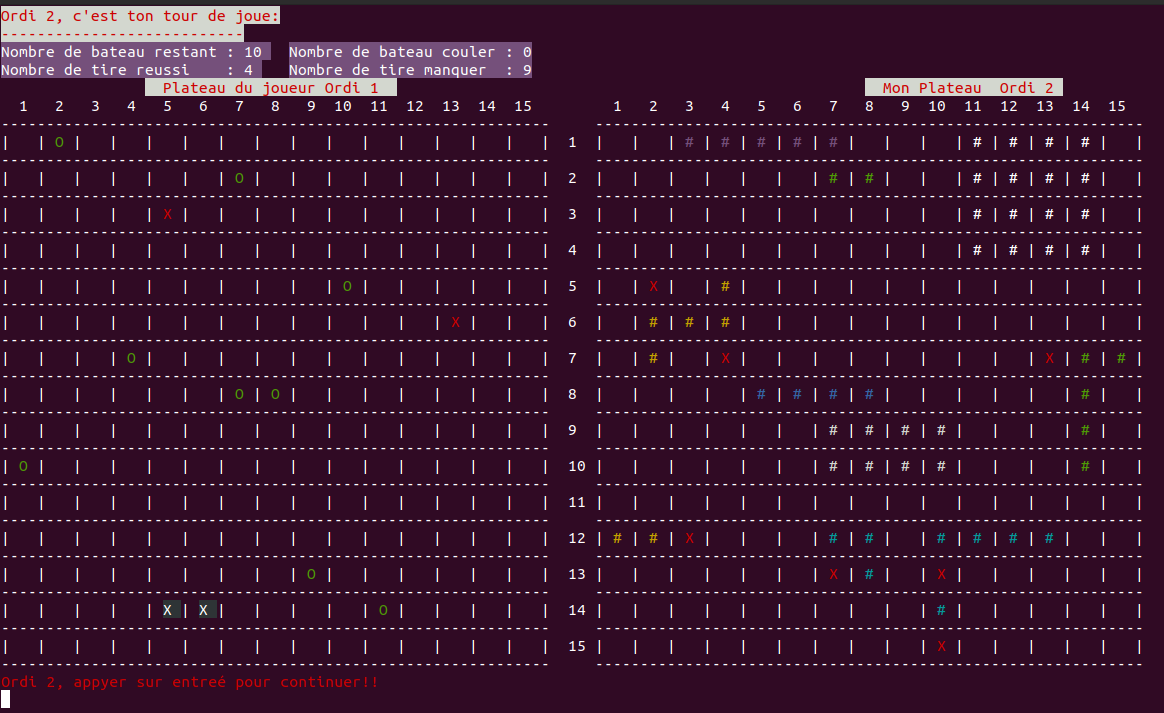 Ordi 2, c'est ton tour de joue:
---------------------------
Nombre de bateau restant : 10 Nombre de bateau couler : 0
Nombre de tire reussi : 4 Nombre de tire manquer : 9
Plateau du joueur Ordi 1 Mon Plateau Ordi 2
1 2 3 4 5 6 7 8 9 10 11 12 13 14 15 1 2 3 4 5 6 7 8 9 10 11 12 13 14 15
O 1 # # # # # # # # #
O 2 # # # # # #
X 3 # # # #
4 # # # #
O 5 X #
X 6 # # #
O 7 # X X # #
O O 8 # # # # #
9 # # # # #
O 10 # # # # #
11
12 # # X # # # # # #
O 13 X # X
X X O 14 #
15 X
Ordi 2, appyer sur entreé pour continuer!!